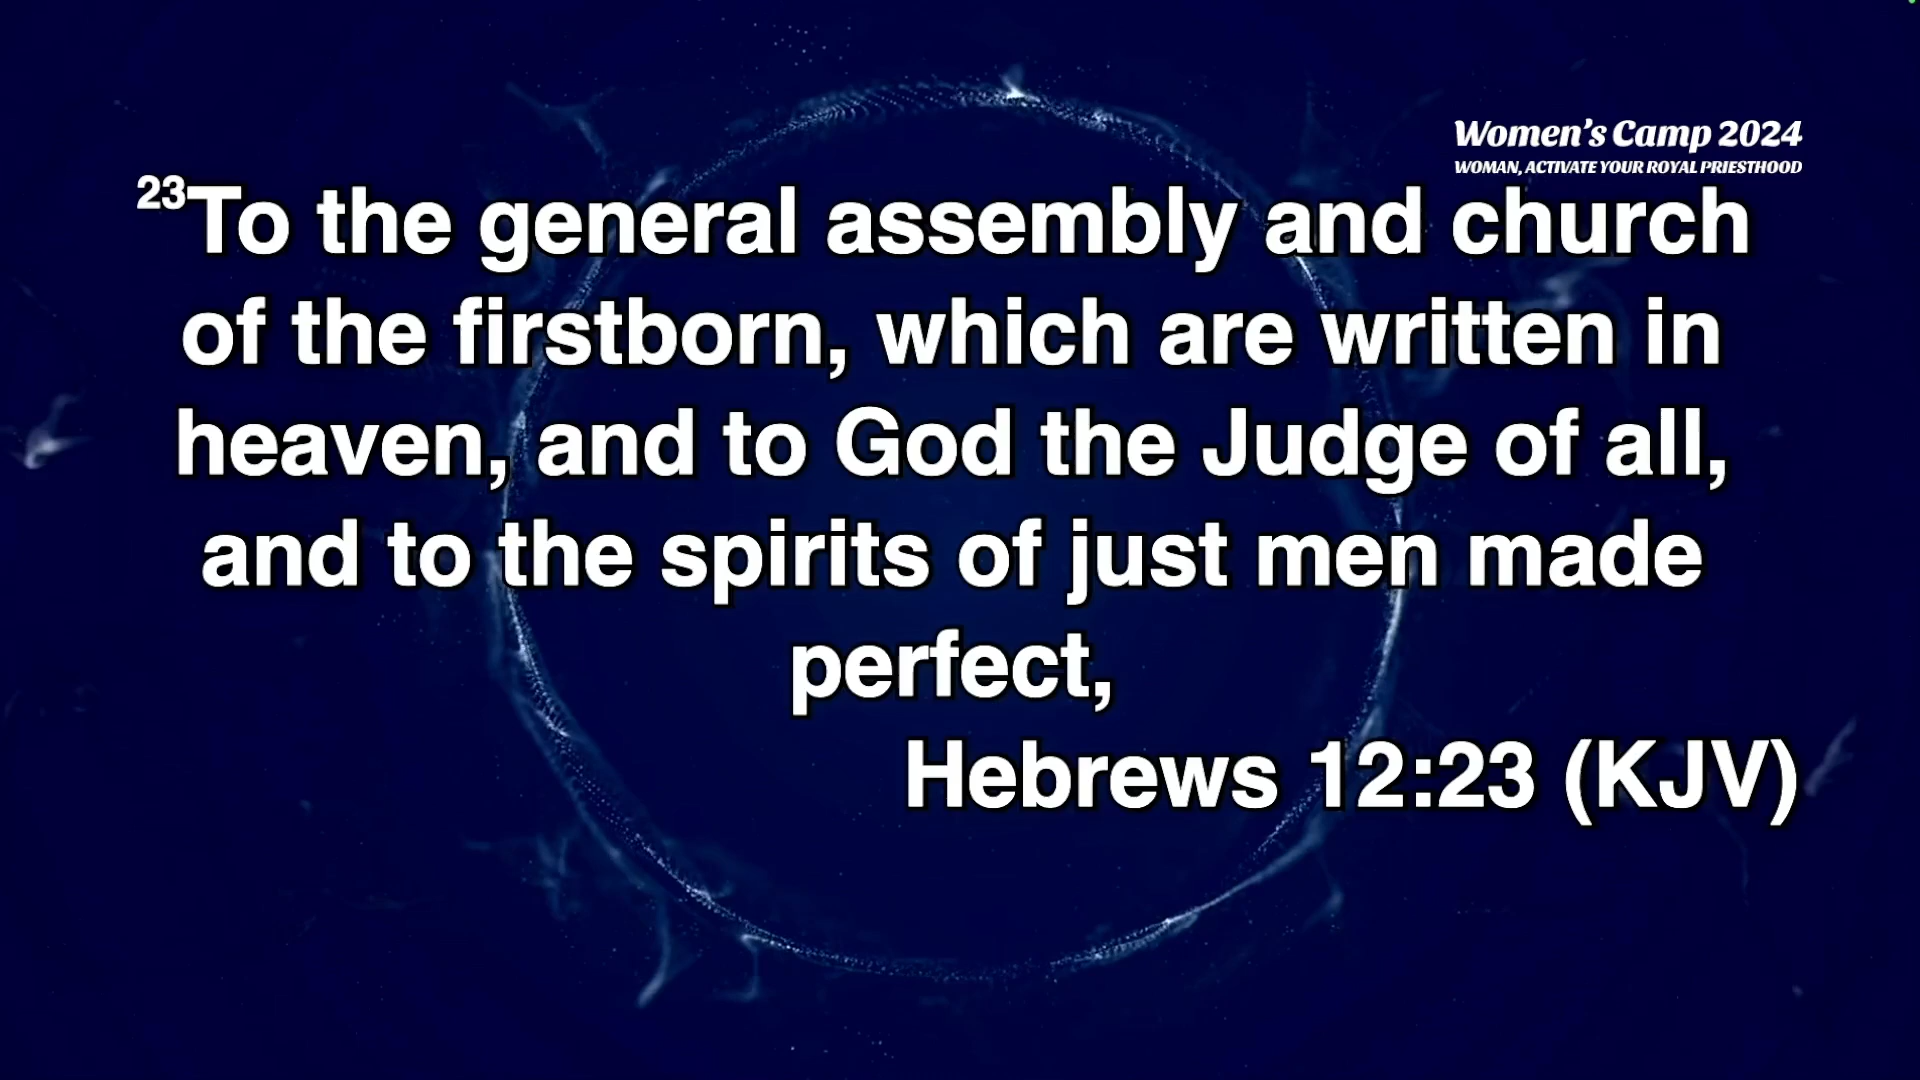 Women's Camp 2024
WOMAN, ACTIVATE YOUR ROYAL PRIESTHOOD
23To the general assembly and church
of the firstborn, which are written in
heaven, and to God the Judge of all,
and to the spirits of just men made
perfect,
Hebrews 12:23 (KJV)